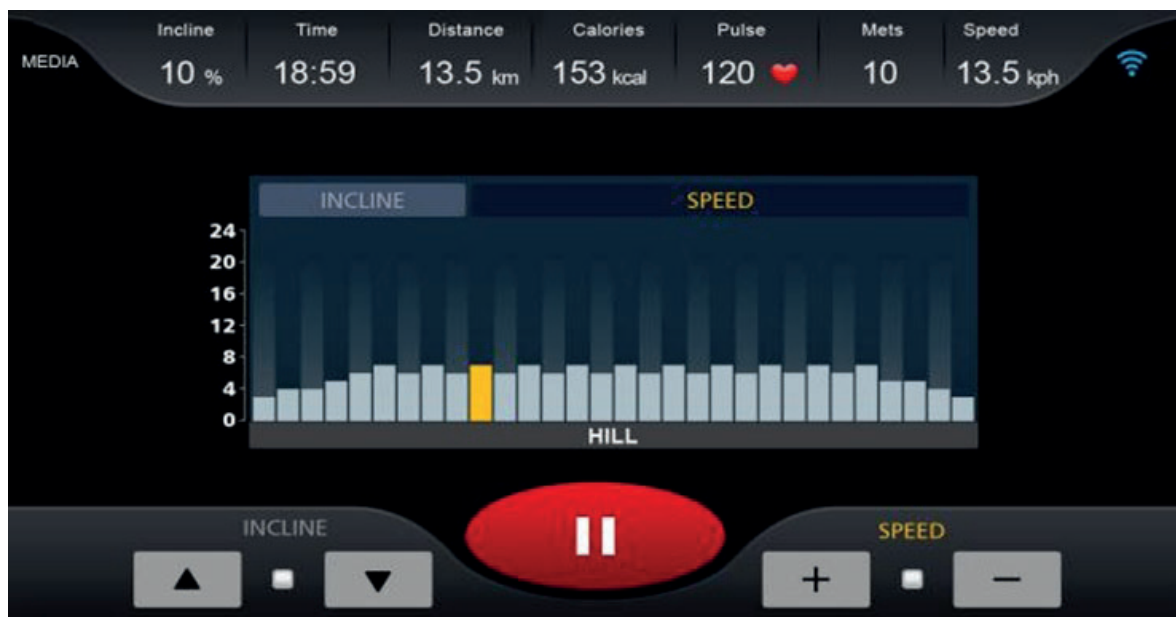 Incline Time Distance Calories Pulse Mets Speed
MEDIA
10 % 18:59 13.5 km 153 kcal 120 10 13.5 kph
INCLINE SPEED
24
20
16
12
8
4
0
HILL
INCLINE SPEED
+ −